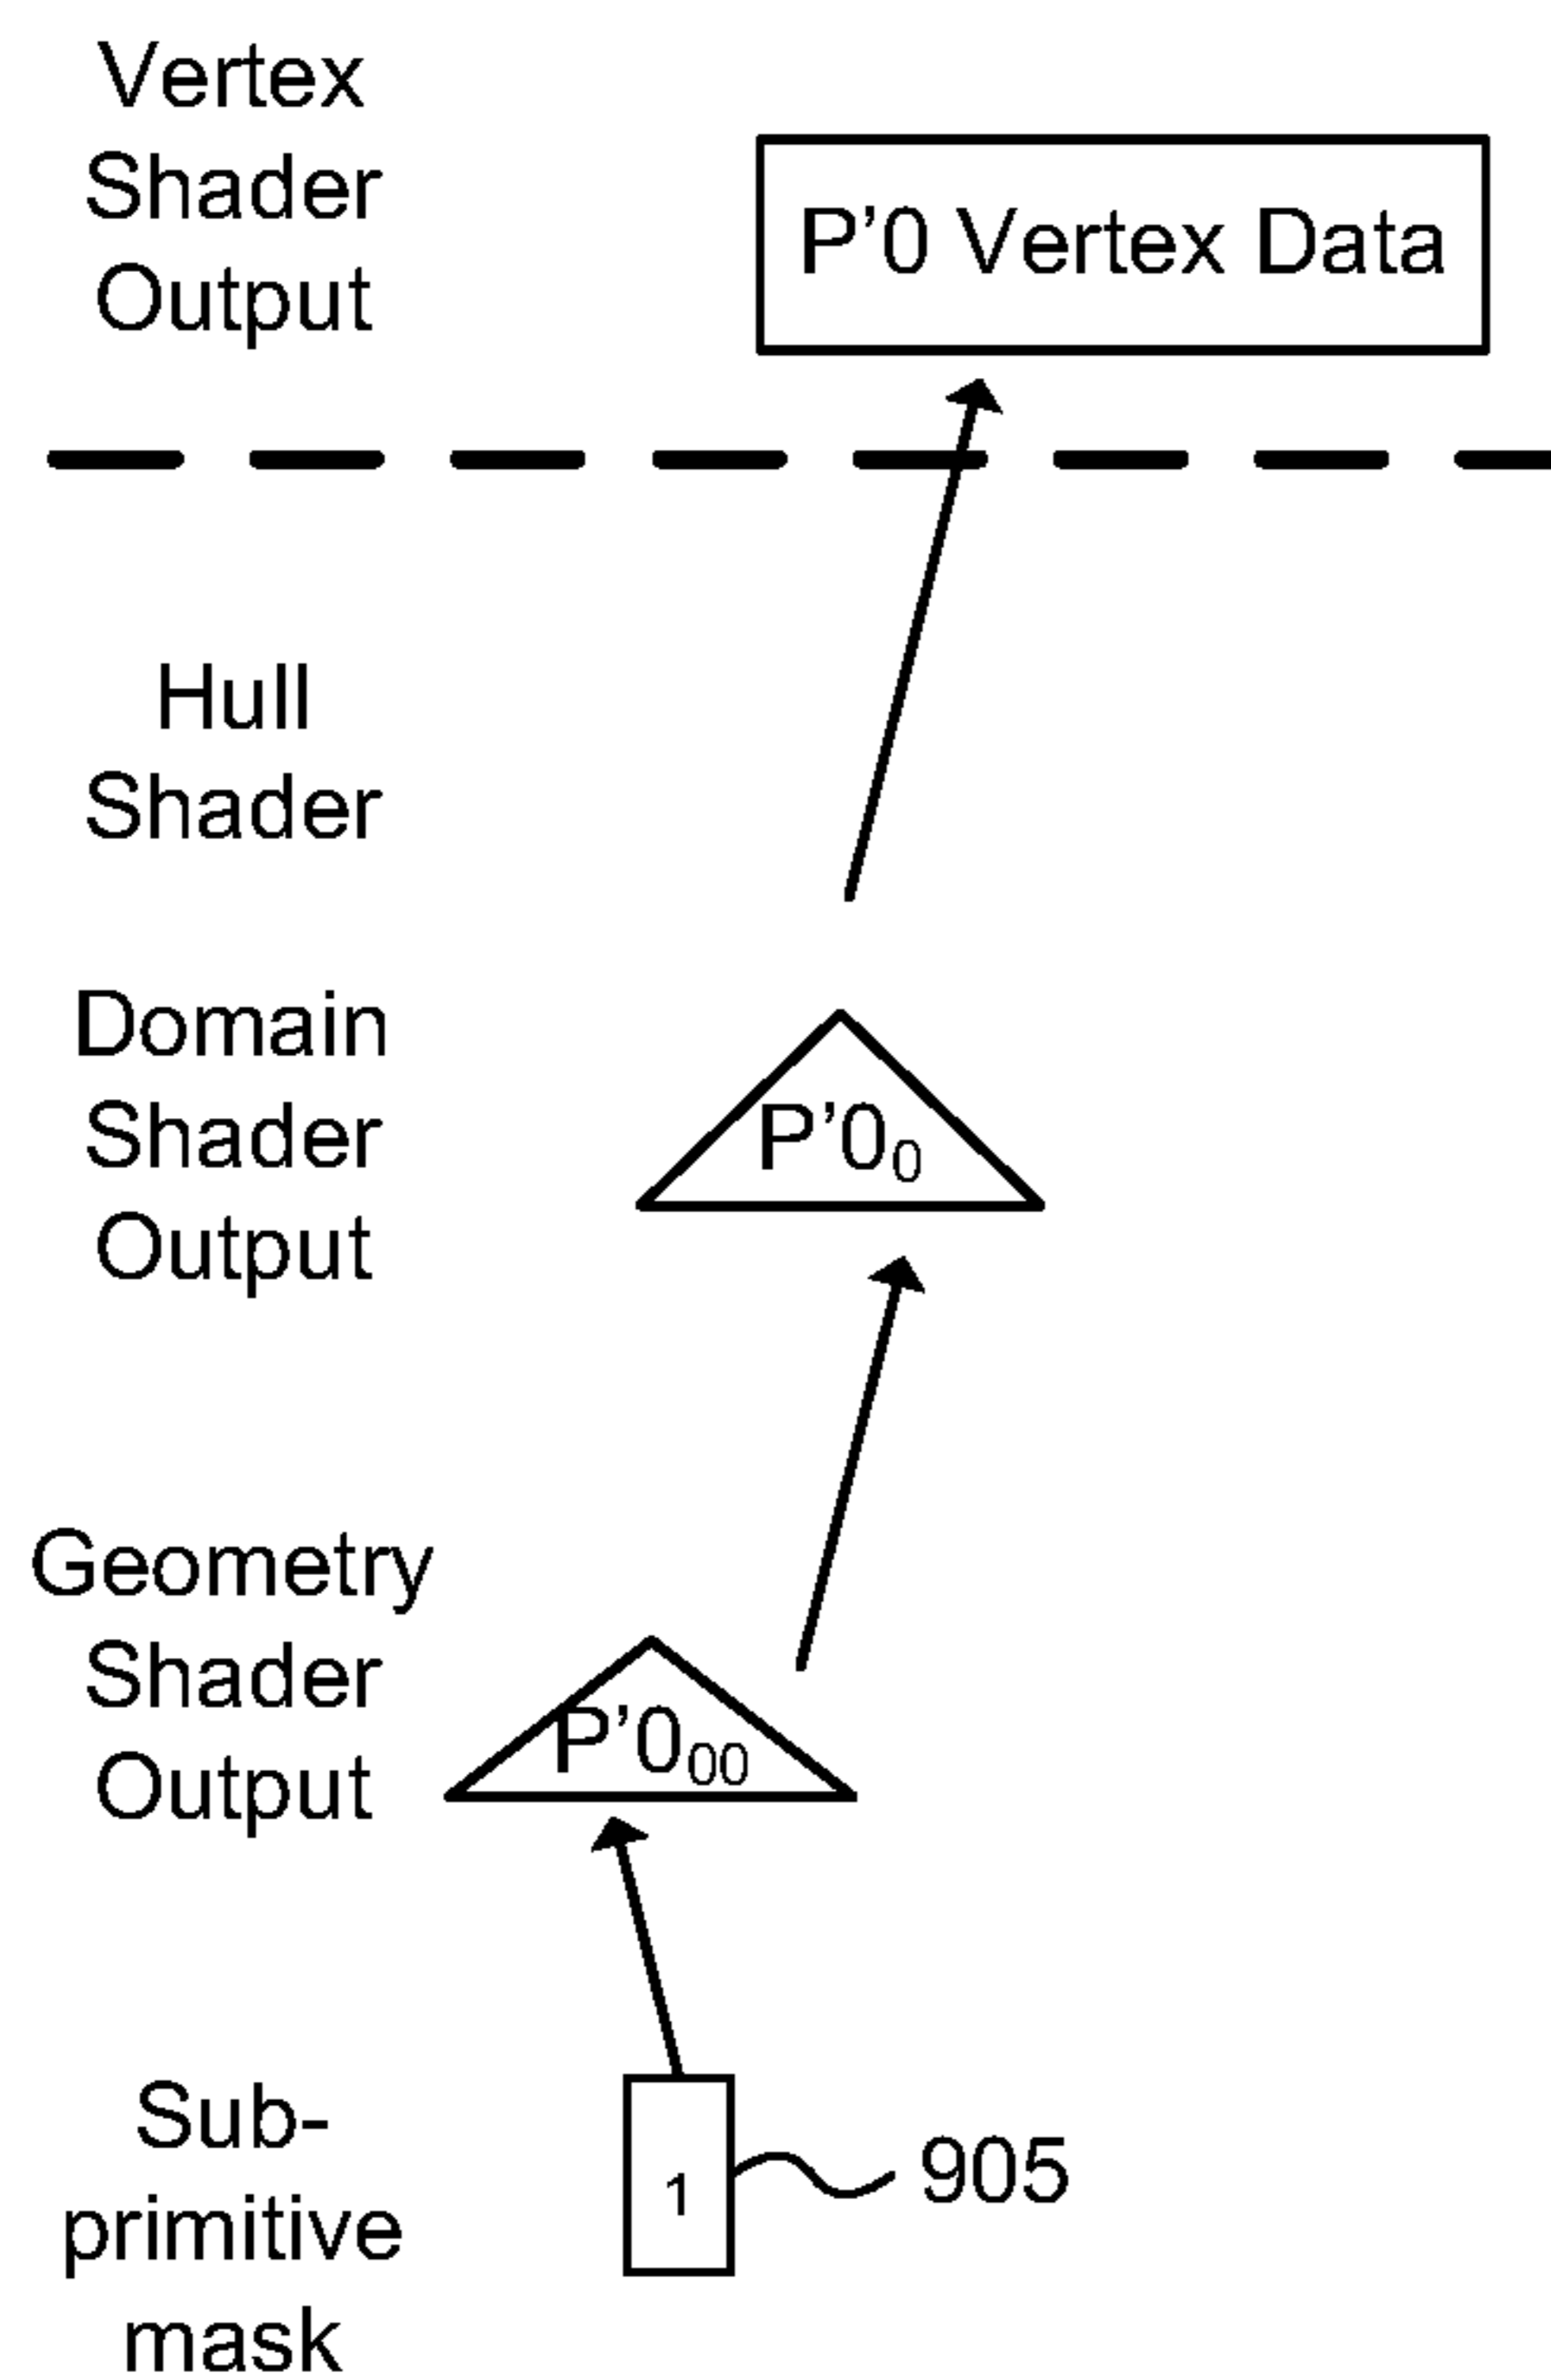 Vertex
Shader
Output
P'0 Vertex Data
Hull
Shader
Domain
Shader
Output
P'0₀
Geometry
Shader
Output
P'0₀₀
Sub-
primitive
mask
1
905